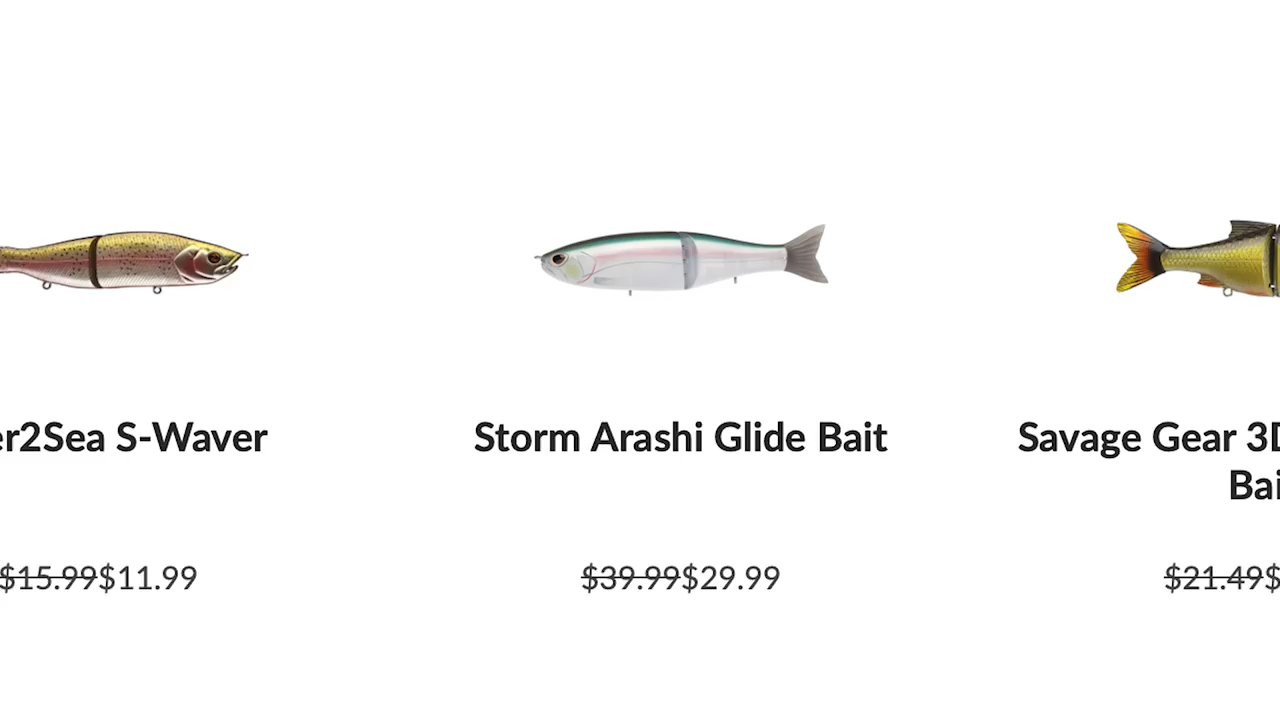 er2Sea S-Waver
$15.99$11.99
Storm Arashi Glide Bait
$39.99$29.99
Savage Gear 3D
Bai
$21.49$